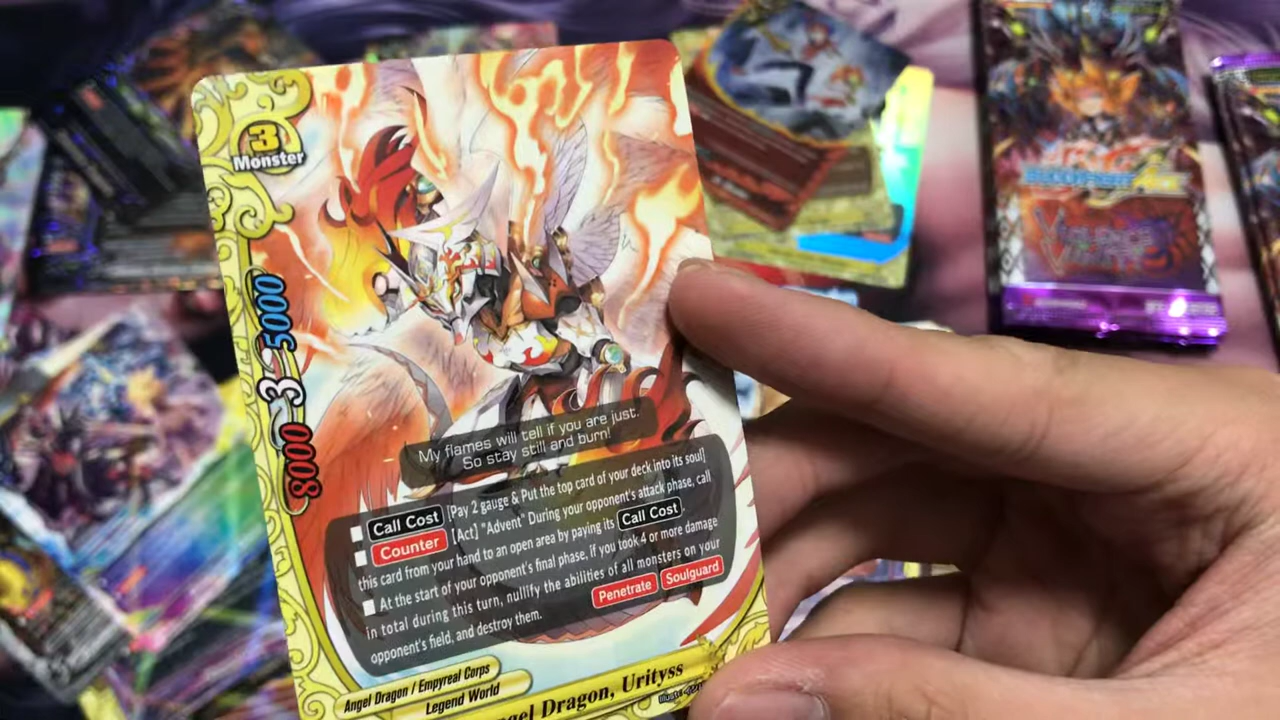 3
Monster
5000
3
8000
My flames will tell if you are just.
So stay still and burn!
■ Call Cost [Pay 2 gauge & Put the top card of your deck into its soul]
■ Counter [Act] "Advent" During your opponent's attack phase, call
this card from your hand to an open area by paying its Call Cost.
■ At the start of your opponent's final phase, if you took 4 or more damage
in total during this turn, nullify the abilities of all monsters on your
opponent's field, and destroy them.
Penetrate Soulguard
Angel Dragon / Empyreal Corps
Legend World
Dragon, Urityss